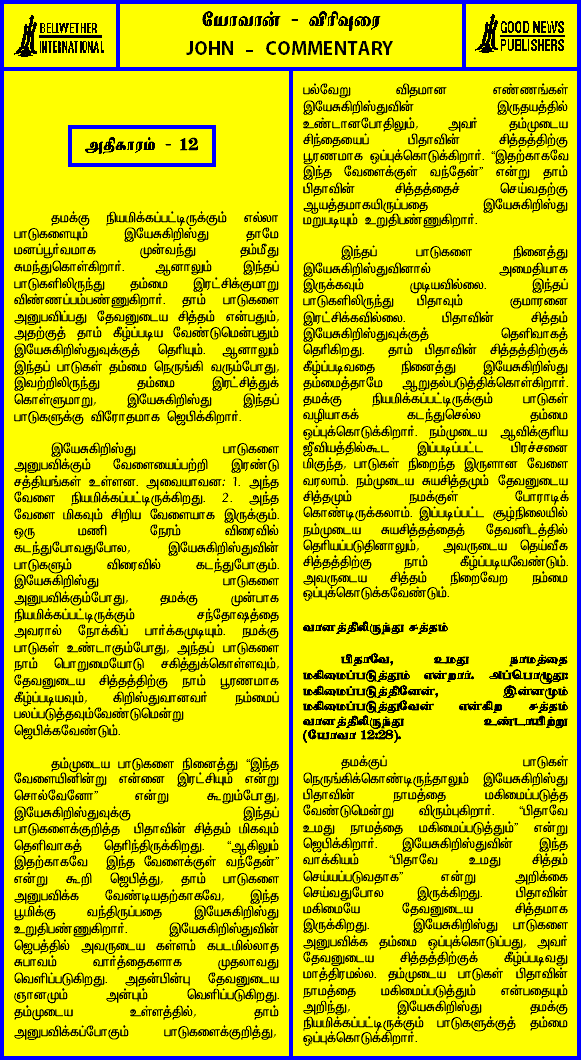 BELWETHER
INTERNATIONAL
யோவான் - விரிவுரை
JOHN - COMMENTARY
GOOD NEWS
PUBLISHERS
அதிகாரம் - 12
தமக்கு நியமிக்கப்பட்டிருக்கும் எல்லா
பாடுகளையும் இயேசுகிறிஸ்து தாமே
மனப்பூர்வமாக முன்வந்து தம்மீது
சுமந்துகொள்கிறார். ஆனாலும் இந்தப்
பாடுகளிலிருந்து தம்மை இரட்சிக்குமாறு
விண்ணப்பம்பண்ணுகிறார். தாம் பாடுகளை
அனுபவிப்பது தேவனுடைய சித்தம் என்பதும்,
அதற்குத் தாம் கீழ்ப்படிய வேண்டுமென்பதும்
இயேசுகிறிஸ்துவுக்குத் தெரியும். ஆனாலும்
இந்தப் பாடுகள் தம்மை நெருங்கி வரும்போது,
இவற்றிலிருந்து தம்மை இரட்சித்துக்
கொள்ளுமாறு, இயேசுகிறிஸ்து இந்தப்
பாடுகளுக்கு விரோதமாக ஜெபிக்கிறார்.
இயேசுகிறிஸ்து பாடுகளை
அனுபவிக்கும் வேளையைப்பற்றி இரண்டு
சத்தியங்கள் உள்ளன. அவையாவன: 1. அந்த
வேளை நியமிக்கப்பட்டிருக்கிறது. 2. அந்த
வேளை மிகவும் சிறிய வேளையாக இருக்கும்.
ஒரு மணி நேரம் விரைவில்
கடந்துபோவதுபோல, இயேசுகிறிஸ்துவின்
பாடுகளும் விரைவில் கடந்துபோகும்.
இயேசுகிறிஸ்து பாடுகளை
அனுபவிக்கும்போது, தமக்கு முன்பாக
நியமிக்கப்பட்டிருக்கும் சந்தோஷத்தை
அவரால் நோக்கிப் பார்க்கமுடியும். நமக்கு
பாடுகள் உண்டாகும்போது, அந்தப் பாடுகளை
நாம் பொறுமையோடு சகித்துக்கொள்ளவும்,
தேவனுடைய சித்தத்திற்கு நாம் பூரணமாக
கீழ்ப்படியவும், கிறிஸ்துவானவர் நம்மைப்
பலப்படுத்தவும்வேண்டுமென்று
ஜெபிக்கவேண்டும்.
தம்முடைய பாடுகளை நினைத்து “இந்த
வேளையினின்று என்னை இரட்சியும் என்று
சொல்வேனோ” என்று கூறும்போது,
இயேசுகிறிஸ்துவுக்கு இந்தப்
பாடுகளைக்குறித்த பிதாவின் சித்தம் மிகவும்
தெளிவாகத் தெரிந்திருக்கிறது. “ஆகிலும்
இதற்காகவே இந்த வேளைக்குள் வந்தேன்”
என்று கூறி ஜெபித்து, தாம் பாடுகளை
அனுபவிக்க வேண்டியதற்காகவே, இந்த
பூமிக்கு வந்திருப்பதை இயேசுகிறிஸ்து
உறுதிபண்ணுகிறார். இயேசுகிறிஸ்துவின்
ஜெபத்தில் அவருடைய கள்ளம் கபடமில்லாத
சுபாவம் வார்த்தைகளாக முதலாவது
வெளிப்படுகிறது. அதன்பின்பு தேவனுடைய
ஞானமும் அன்பும் வெளிப்படுகிறது.
தம்முடைய உள்ளத்தில், தாம்
அனுபவிக்கப்போகும் பாடுகளைக்குறித்து,
பல்வேறு விதமான எண்ணங்கள்
இயேசுகிறிஸ்துவின் இருதயத்தில்
உண்டானபோதிலும், அவர் தம்முடைய
சிந்தையைப் பிதாவின் சித்தத்திற்கு
பூரணமாக ஒப்புக்கொடுக்கிறார். “இதற்காகவே
இந்த வேளைக்குள் வந்தேன்” என்று தாம்
பிதாவின் சித்தத்தைச் செய்வதற்கு
ஆயத்தமாகயிருப்பதை இயேசுகிறிஸ்து
மறுபடியும் உறுதிபண்ணுகிறார்.
இந்தப் பாடுகளை நினைத்து
இயேசுகிறிஸ்துவினால் அமைதியாக
இருக்கவும் முடியவில்லை. இந்தப்
பாடுகளிலிருந்து பிதாவும் குமாரனை
இரட்சிக்கவில்லை. பிதாவின் சித்தம்
இயேசுகிறிஸ்துவுக்குத் தெளிவாகத்
தெரிகிறது. தாம் பிதாவின் சித்தத்திற்குக்
கீழ்ப்படிவதை நினைத்து இயேசுகிறிஸ்து
தம்மைத்தாமே ஆறுதல்படுத்திக்கொள்கிறார்.
தமக்கு நியமிக்கப்பட்டிருக்கும் பாடுகள்
வழியாகக் கடந்துசெல்ல தம்மை
ஒப்புக்கொடுக்கிறார். நம்முடைய ஆவிக்குரிய
ஜீவியத்தில்கூட இப்படிப்பட்ட பிரச்சனை
மிகுந்த, பாடுகள் நிறைந்த இருளான வேளை
வரலாம். நம்முடைய சுயசித்தமும் தேவனுடைய
சித்தமும் நமக்குள் போராடிக்
கொண்டிருக்கலாம். இப்படிப்பட்ட சூழ்நிலையில்
நம்முடைய சுயசித்தத்தைத் தேவனிடத்தில்
தெரியப்படுத்தினாலும், அவருடைய தெய்வீக
சித்தத்திற்கு நாம் கீழ்ப்படியவேண்டும்.
அவருடைய சித்தம் நிறைவேற நம்மை
ஒப்புக்கொடுக்கவேண்டும்.
வானத்திலிருந்து சத்தம்
பிதாவே, உமது நாமத்தை
மகிமைப்படுத்தும் என்றார். அப்பொழுது:
மகிமைப்படுத்தினேன், இன்னமும்
மகிமைப்படுத்துவேன் என்கிற சத்தம்
வானத்திலிருந்து உண்டாயிற்று
(யோவா 12:28).
தமக்குப் பாடுகள்
நெருங்கிக்கொண்டிருந்தாலும் இயேசுகிறிஸ்து
பிதாவின் நாமத்தை மகிமைப்படுத்த
வேண்டுமென்று விரும்புகிறார். “பிதாவே
உமது நாமத்தை மகிமைப்படுத்தும்” என்று
ஜெபிக்கிறார். இயேசுகிறிஸ்துவின் இந்த
வாக்கியம் “பிதாவே உமது சித்தம்
செய்யப்படுவதாக” என்று அறிக்கை
செய்வதுபோல இருக்கிறது. பிதாவின்
மகிமையே தேவனுடைய சித்தமாக
இருக்கிறது. இயேசுகிறிஸ்து பாடுகளை
அனுபவிக்க தம்மை ஒப்புக்கொடுப்பது, அவர்
தேவனுடைய சித்தத்திற்குக் கீழ்ப்படிவது
மாத்திரமல்ல. தம்முடைய பாடுகள் பிதாவின்
நாமத்தை மகிமைப்படுத்தும் என்பதையும்
அறிந்து, இயேசுகிறிஸ்து தமக்கு
நியமிக்கப்பட்டிருக்கும் பாடுகளுக்குத் தம்மை
ஒப்புக்கொடுக்கிறார்.